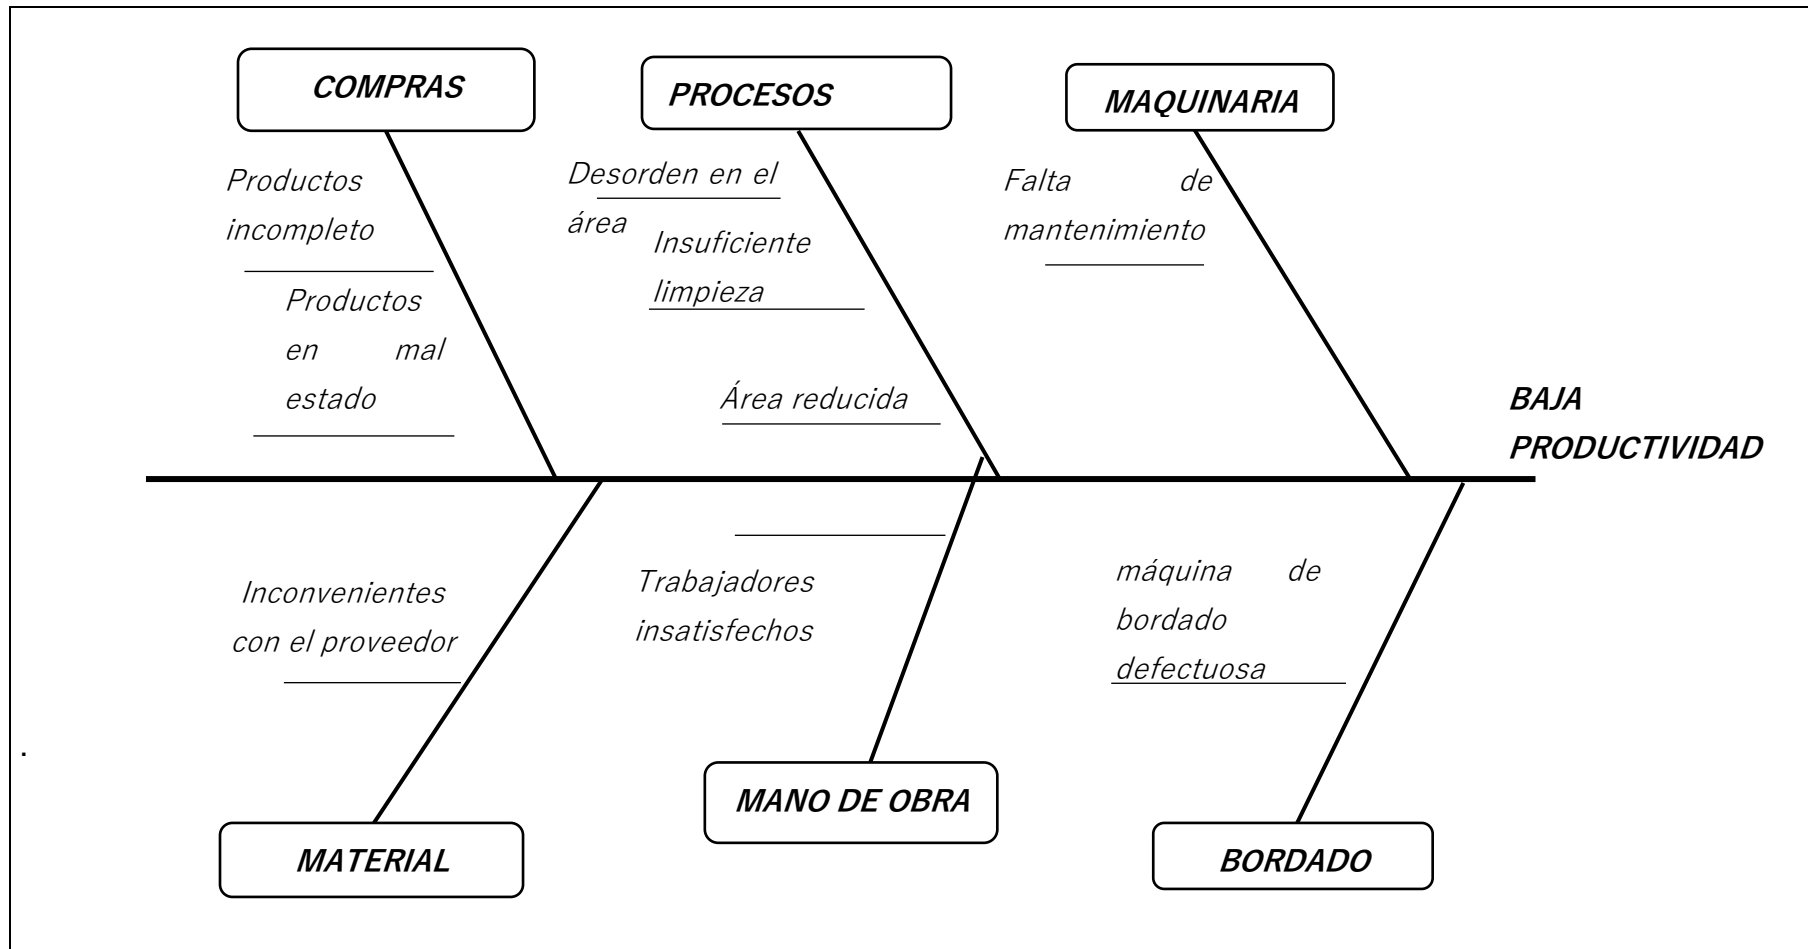 COMPRAS
PROCESOS
MAQUINARIA
Productos
incompleto
Productos
en mal
estado
Desorden en el
área
Insuficiente
limpieza
Área reducida
Falta de
mantenimiento
BAJA
PRODUCTIVIDAD
Inconvenientes
con el proveedor
Trabajadores
insatisfechos
máquina de
bordado
defectuosa
.
MATERIAL
MANO DE OBRA
BORDADO